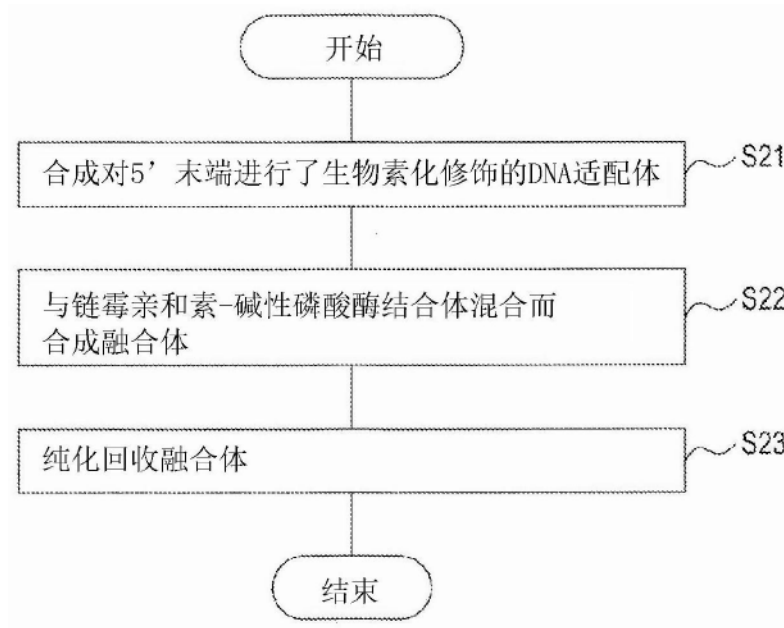 开始
合成对5’末端进行了生物素化修饰的DNA适配体
S21
与链霉亲和素-碱性磷酸酶结合体混合而
合成融合体
S22
纯化回收融合体
S23
结束